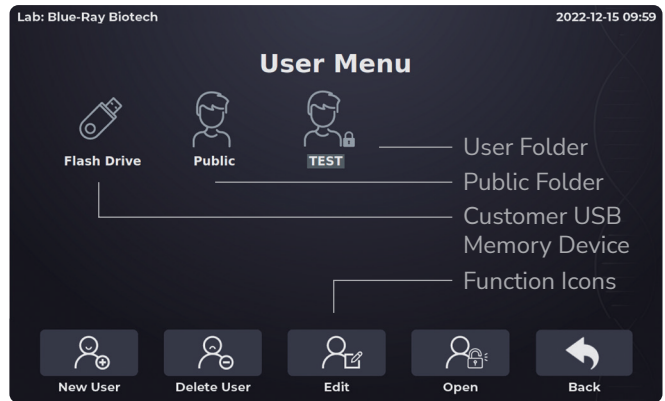 Lab: Blue-Ray Biotech 2022-12-15 09:59
User Menu
Flash Drive Public TEST
User Folder
Public Folder
Customer USB
Memory Device
Function Icons
New User Delete User Edit Open Back